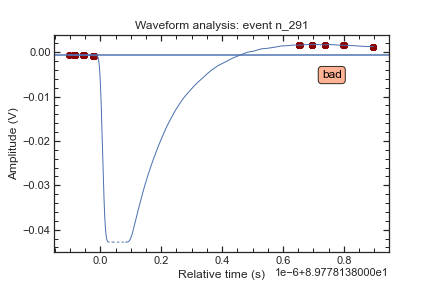 Waveform analysis: event n_291
Amplitude (V)
0.00
−0.01
−0.02
−0.03
−0.04
bad
0.0
0.2
0.4
0.6
0.8
Relative time (s)
1e−6+8.9778138000e1